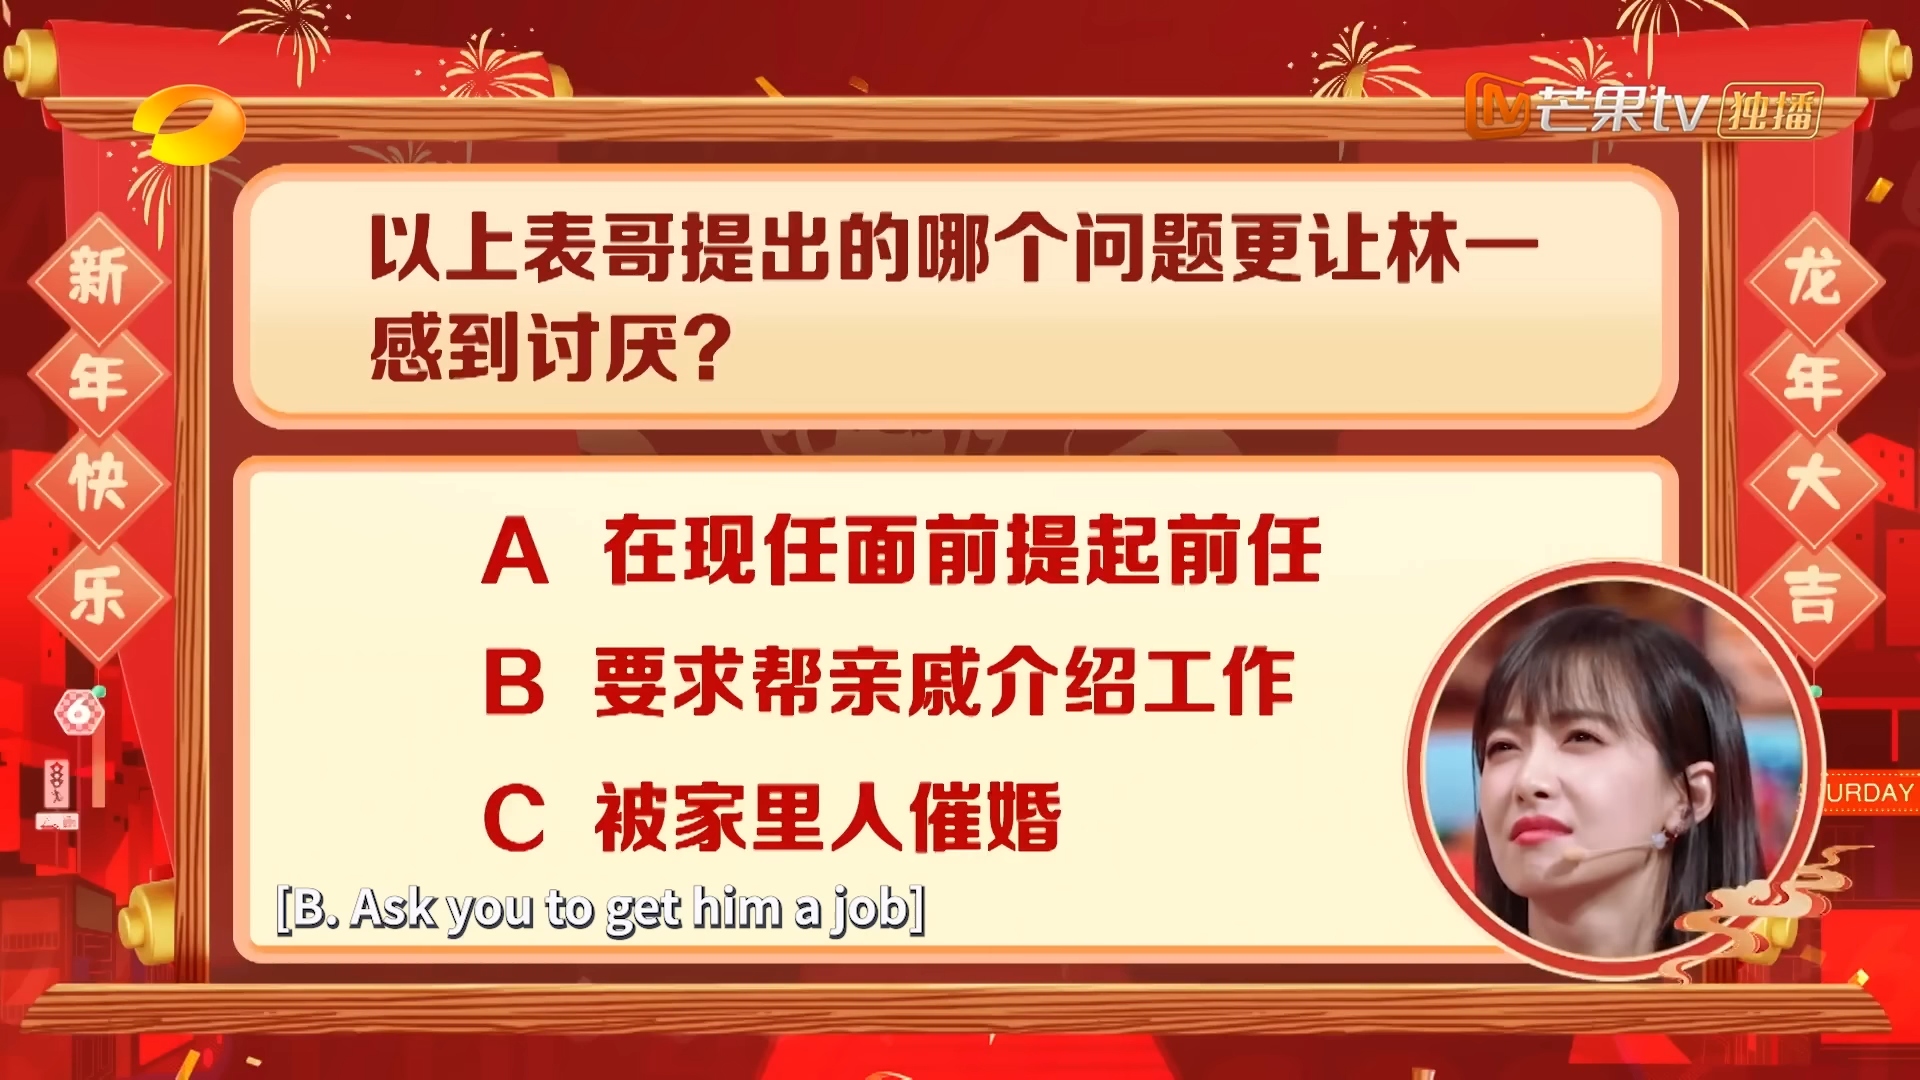 芒果tv 独播
以上表哥提出的哪个问题更让林一
感到讨厌?
A 在现任面前提起前任
B 要求帮亲戚介绍工作
C 被家里人催婚
[B. Ask you to get him a job]
新年快乐
龙年大吉
6
URDAY